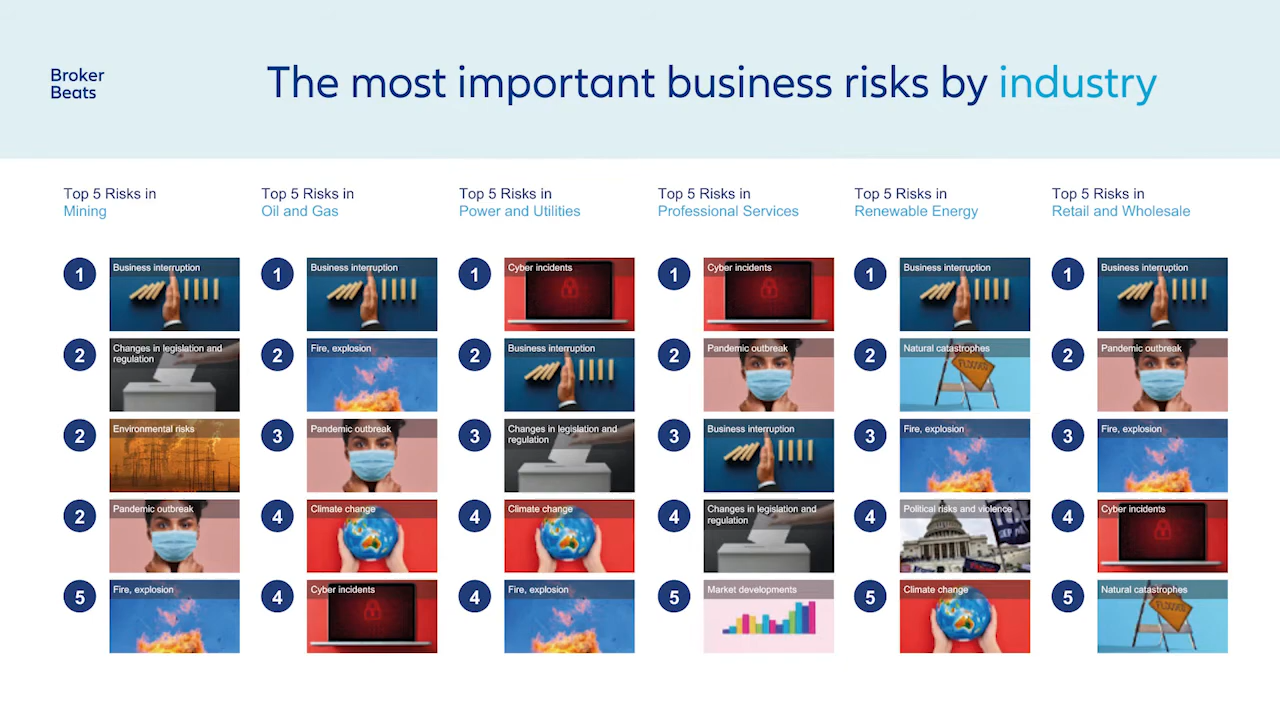 Broker
Beats
The most important business risks by industry
Top 5 Risks in
Mining
1
Business interruption
2
Changes in legislation and
regulation
2
Environmental risks
2
Pandemic outbreak
5
Fire, explosion
Top 5 Risks in
Oil and Gas
1
Business interruption
2
Fire, explosion
3
Pandemic outbreak
4
Climate change
4
Cyber incidents
Top 5 Risks in
Power and Utilities
1
Cyber incidents
2
Business interruption
3
Changes in legislation and
regulation
4
Climate change
4
Fire, explosion
Top 5 Risks in
Professional Services
1
Cyber incidents
2
Pandemic outbreak
3
Business interruption
4
Changes in legislation and
regulation
5
Market developments
Top 5 Risks in
Renewable Energy
1
Business interruption
2
Natural catastrophes
3
Fire, explosion
4
Political risks and violence
5
Climate change
Top 5 Risks in
Retail and Wholesale
1
Business interruption
2
Pandemic outbreak
3
Fire, explosion
4
Cyber incidents
5
Natural catastrophes